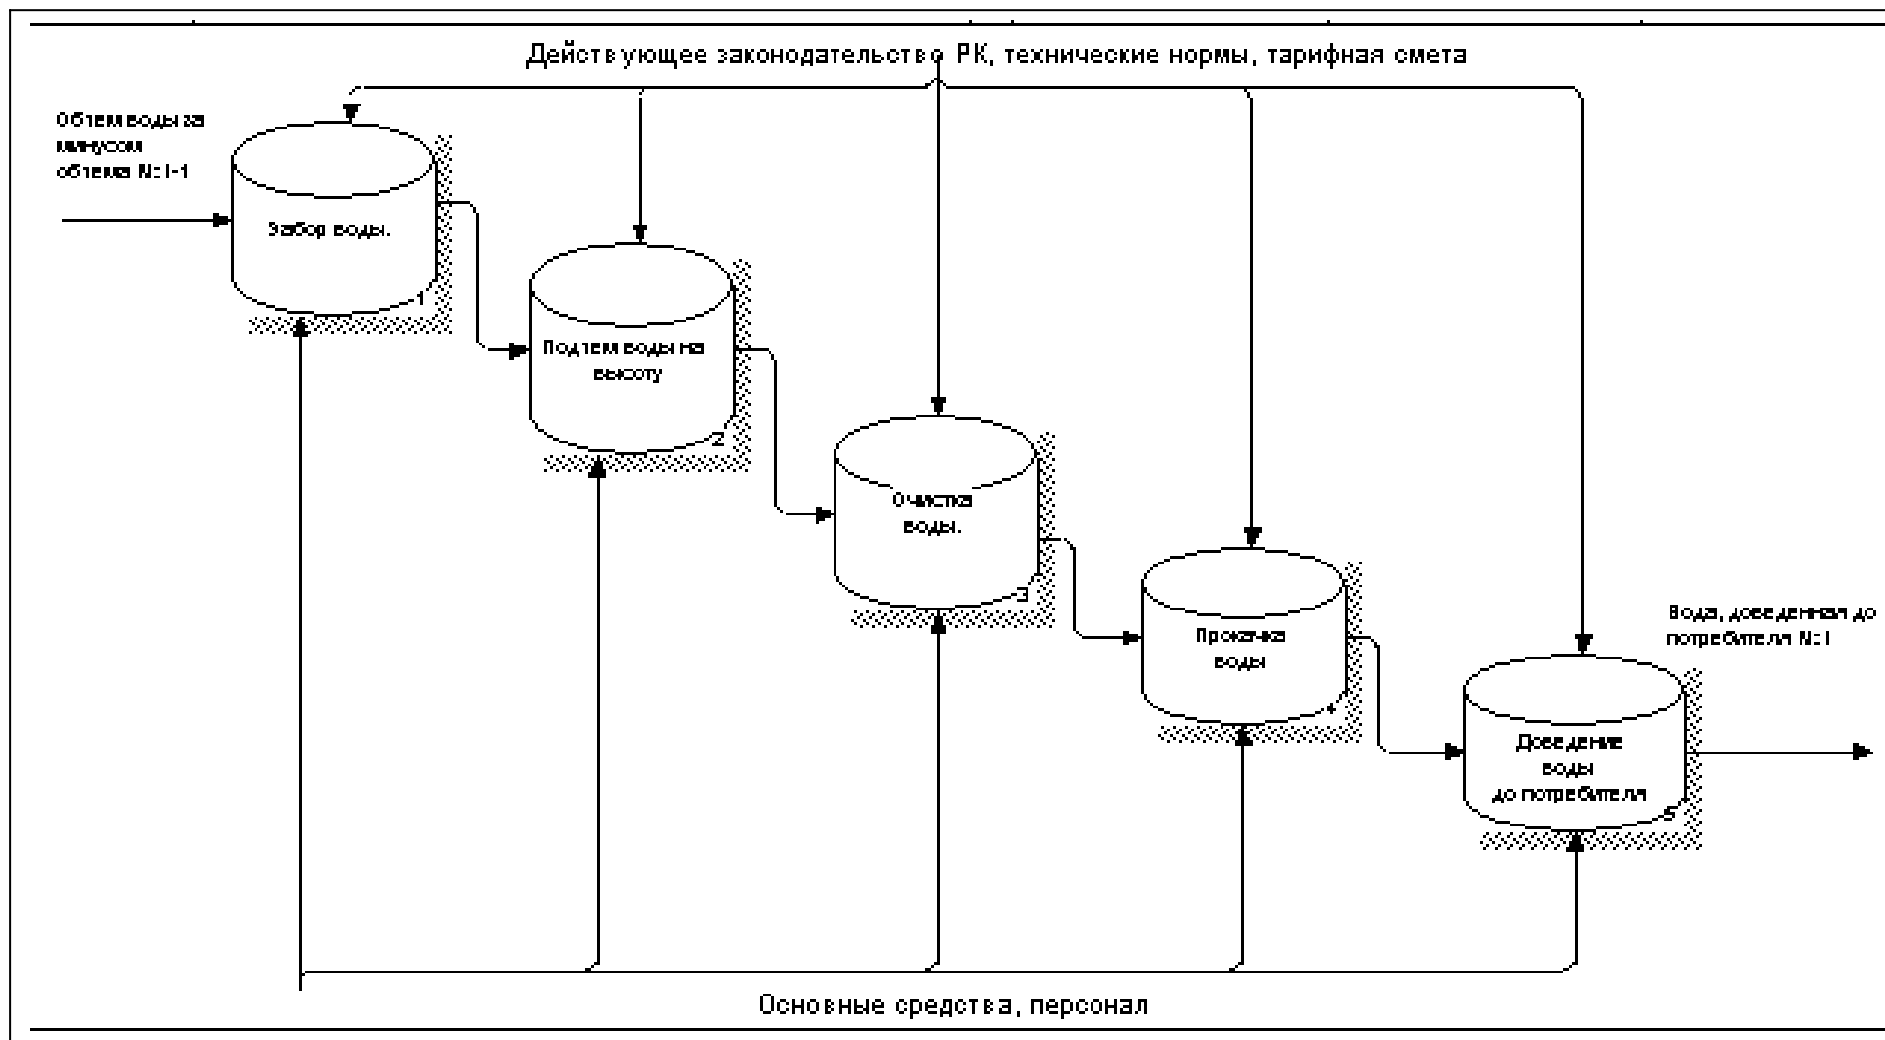 Действующее законодательство РК, технические нормы, тарифная смета
Объем воды за
минусом
объема N:1-1
Забор воды.
1
Подъем воды на
высоту
2
Очистка
воды.
3
Прокачка
воды
4
Вода, доведенная до
потребителя N:1
Доведение
воды
до потребителя
5
Основные средства, персонал